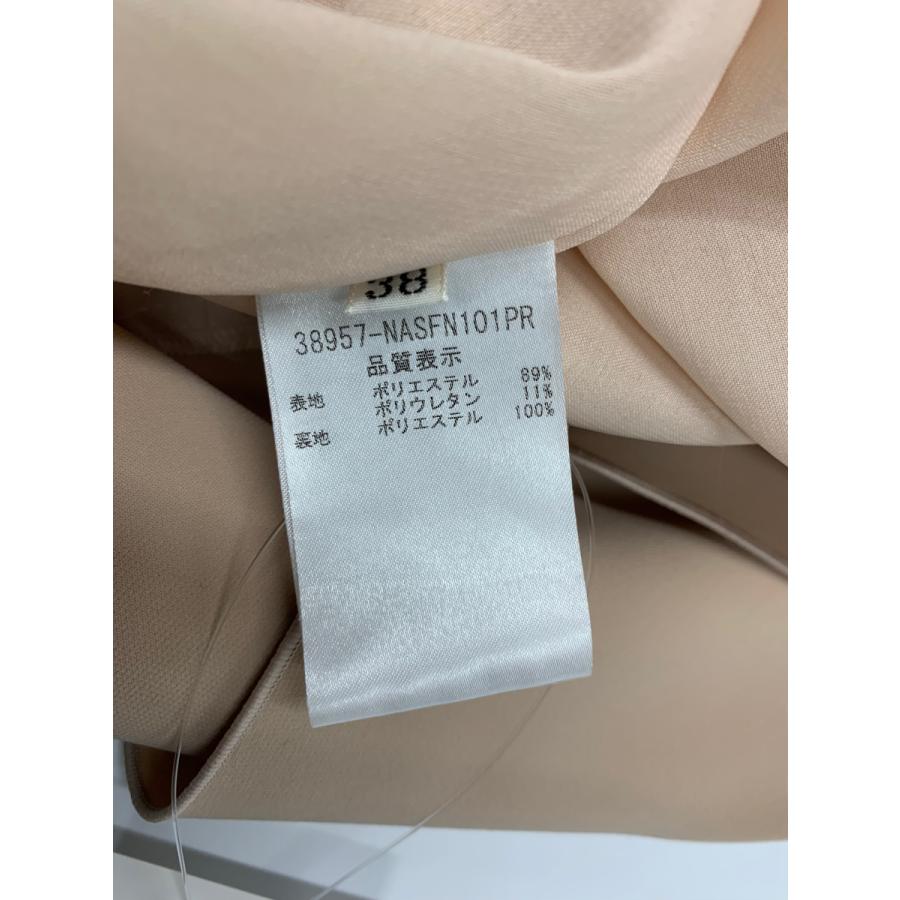 38
38957-NASFN101PR
品質表示
表地 ポリエステル 89%
ポリウレタン 11%
裏地 ポリエステル 100%